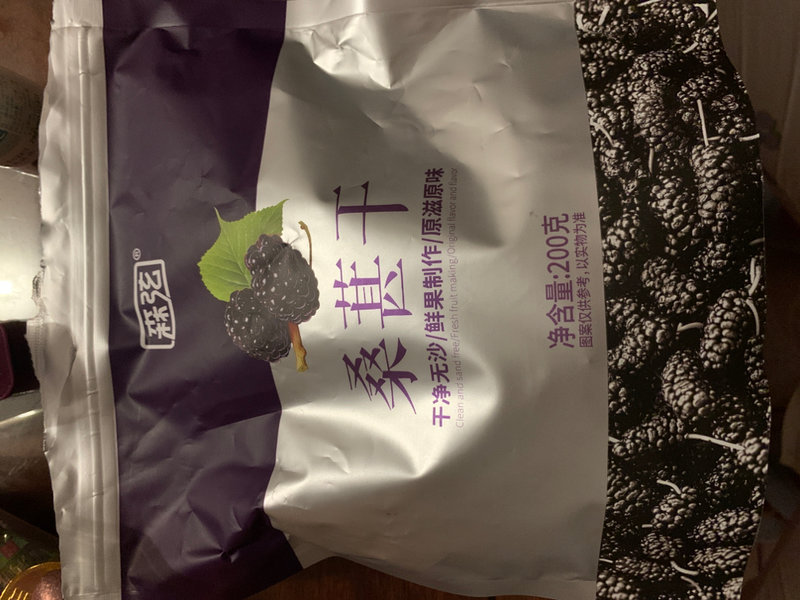 森弦®
桑葚干
干净无沙/鲜果制作/原滋原味
Clean and sand free/Fresh fruit making/Original flavor and flavor
净含量:200克
图案仅供参考,以实物为准